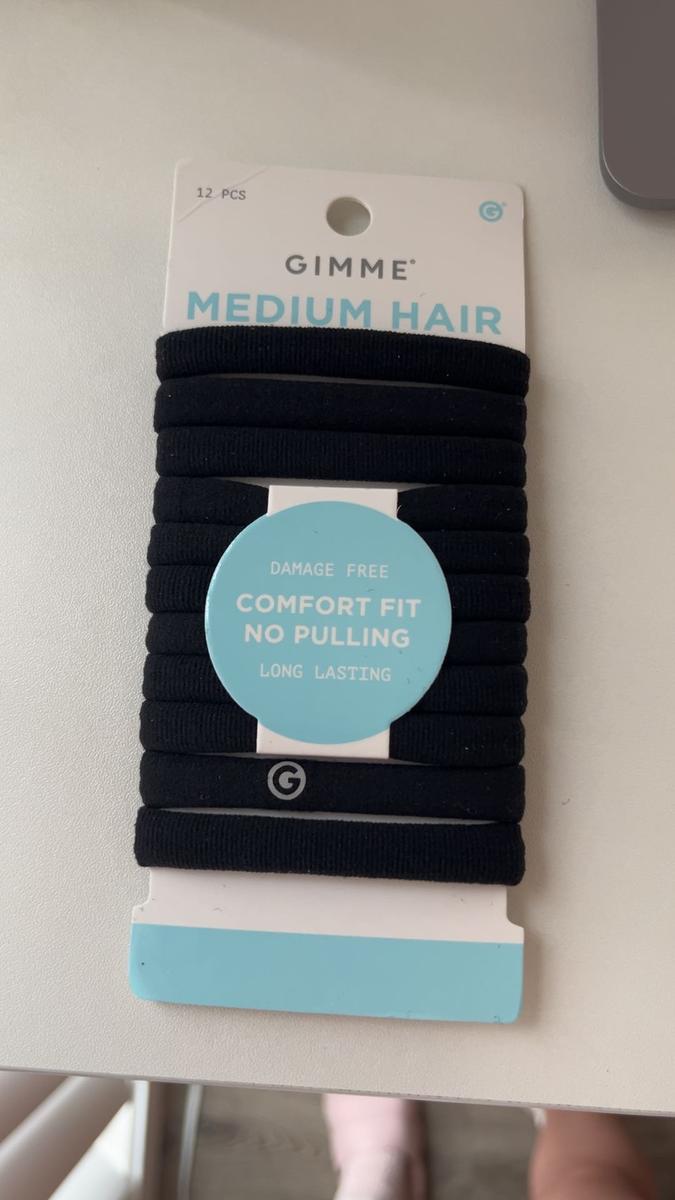 12 PCS
G
GIMME®
MEDIUM HAIR
DAMAGE FREE
COMFORT FIT
NO PULLING
LONG LASTING
G